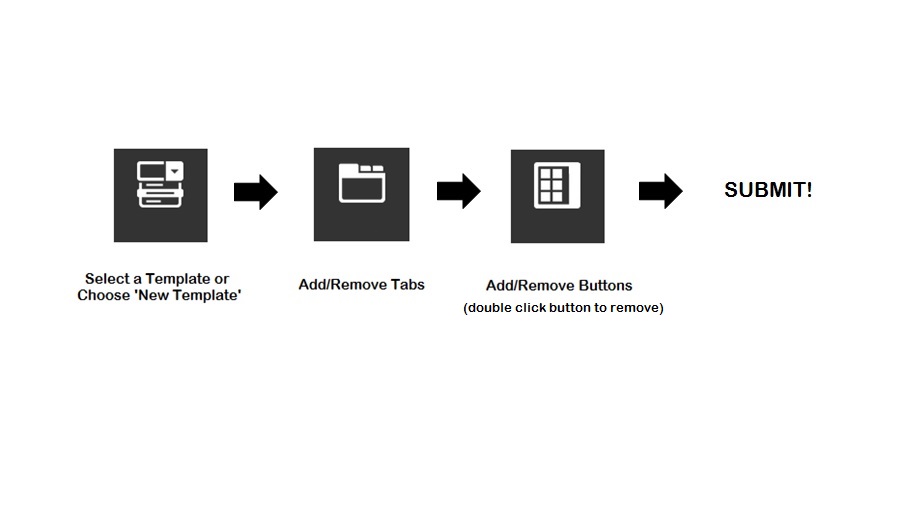 Select a Template or
Choose 'New Template'
Add/Remove Tabs
Add/Remove Buttons
(double click button to remove)
SUBMIT!